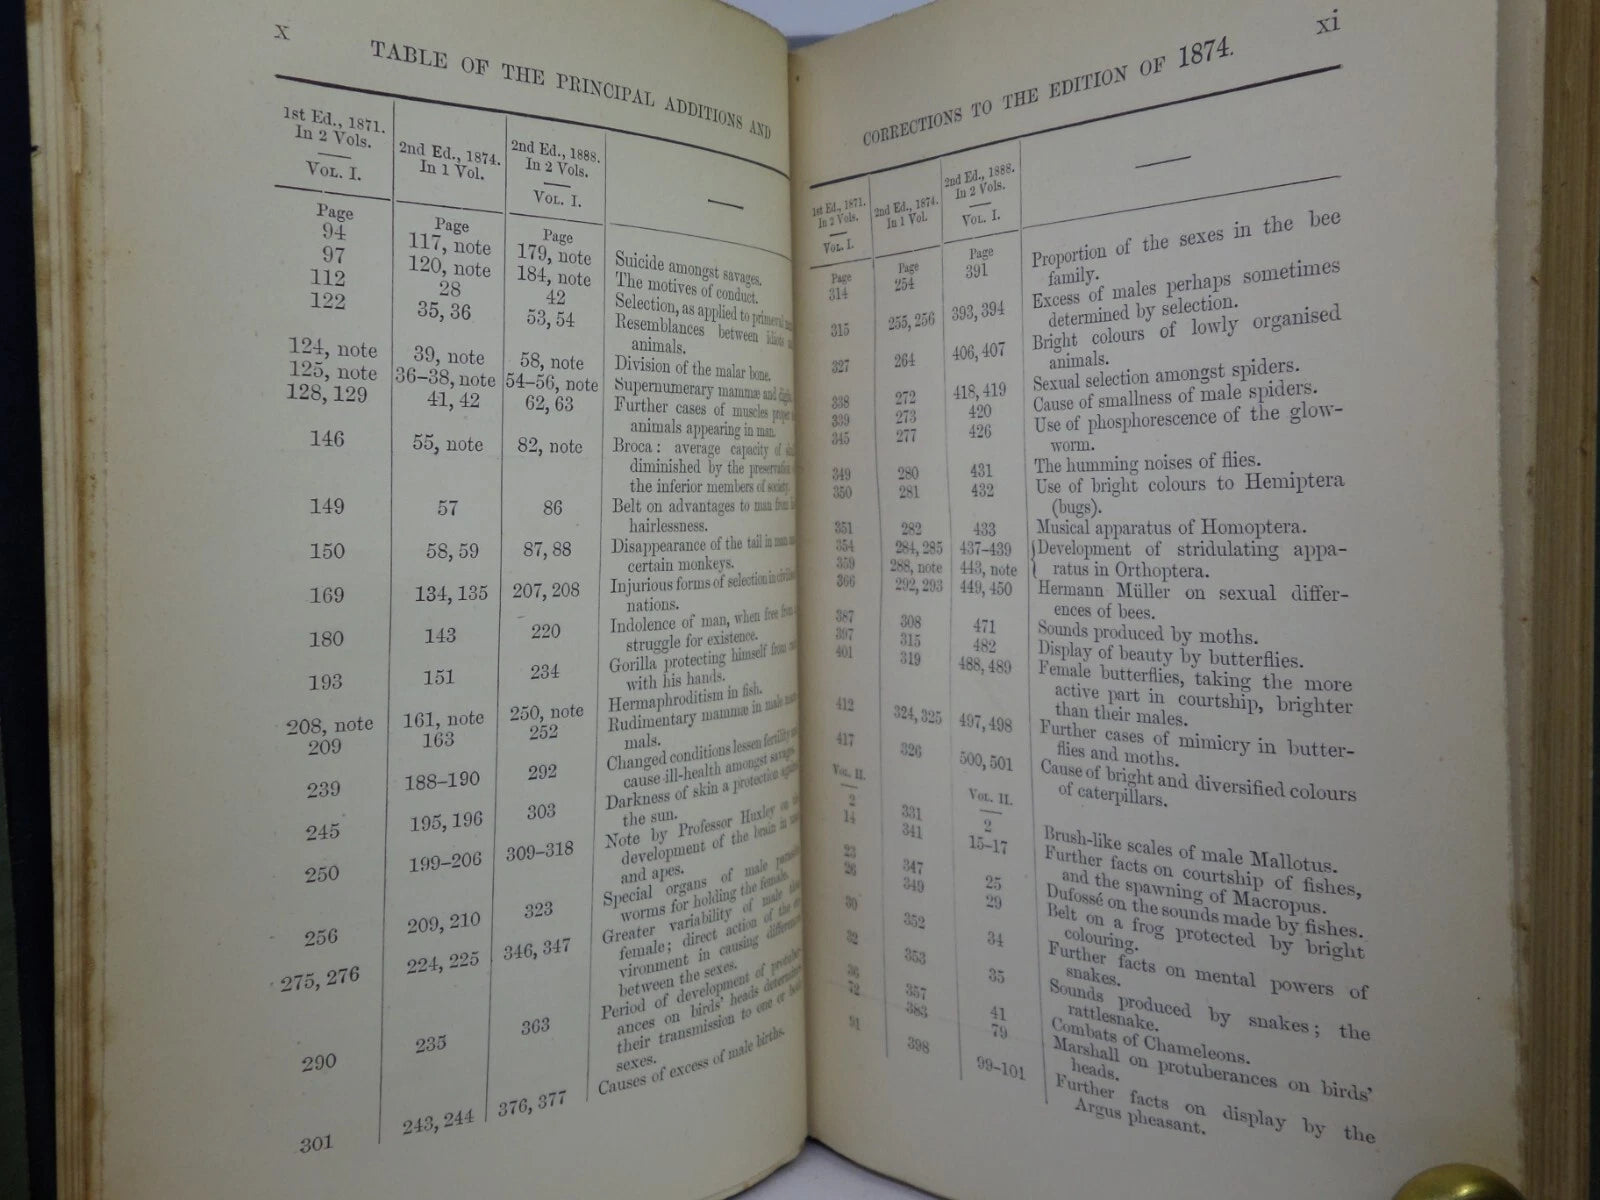 x
TABLE OF THE PRINCIPAL ADDITIONS AND
1st Ed., 1871. In 2 Vols. 2nd Ed., 1874. In 1 Vol. 2nd Ed., 1888. In 2 Vols.
VOL. I. VOL. I.
Page Page Page
94 117, note 179, note Suicide amongst savages.
97 120, note 184, note The motives of conduct.
112 28 42 Selection, as applied to primeval
122 35, 36 53, 54 Resemblances between idiots
animals.
124, note 39, note 58, note Division of the malar bone.
125, note 36–38, note 54–56, note Supernumerary mammæ and
128, 129 41, 42 62, 63 Further cases of muscles proper
animals appearing in man.
146 55, note 82, note Broca: average capacity of
diminished by the preservation
the inferior members of society.
149 57 86 Belt on advantages to man from
hairlessness.
150 58, 59 87, 88 Disappearance of the tail in man
certain monkeys.
169 134, 135 207, 208 Injurious forms of selection in
nations.
180 143 220 Indolence of man, when free from
struggle for existence.
193 151 234 Gorilla protecting himself from
with his hands.
208, note 161, note 250, note Hermaphroditism in fish.
209 163 252 Rudimentary mammæ in male
mals.
239 188–190 292 Changed conditions lessen fertility
cause ill-health amongst savages.
245 195, 196 303 Darkness of skin a protection against
the sun.
250 199–206 309–318 Note by Professor Huxley on
development of the brain in
and apes.
256 209, 210 323 Special organs of male
worms for holding the female.
275, 276 224, 225 346, 347 Greater variability of male
female; direct action of the
vironment in causing
between the sexes.
290 235 363 Period of development of
ances on birds' heads
their transmission to one or both
sexes.
301 243, 244 376, 377 Causes of excess of male births.
xi
CORRECTIONS TO THE EDITION OF 1874.
1st Ed., 1871. In 2 Vols. 2nd Ed., 1874. In 1 Vol. 2nd Ed., 1888. In 2 Vols.
VOL. I. VOL. I.
Page Page Page
314 254 391 Proportion of the sexes in the bee
family.
315 255, 256 393, 394 Excess of males perhaps sometimes
determined by selection.
327 264 406, 407 Bright colours of lowly organised
animals.
338 272 418, 419 Sexual selection amongst spiders.
339 273 420 Cause of smallness of male spiders.
345 277 426 Use of phosphorescence of the glow-
worm.
349 280 431 The humming noises of flies.
350 281 432 Use of bright colours to Hemiptera
(bugs).
351 282 433 Musical apparatus of Homoptera.
354 284, 285 437–439 Development of stridulating appa-
359 288, note 443, note ratus in Orthoptera.
366 292, 293 449, 450 Hermann Müller on sexual differ-
ences of bees.
387 308 471 Sounds produced by moths.
397 315 482 Display of beauty by butterflies.
401 319 488, 489 Female butterflies, taking the more
active part in courtship, brighter
than their males.
412 324, 325 497, 498 Further cases of mimicry in butter-
flies and moths.
417 326 500, 501 Cause of bright and diversified colours
of caterpillars.
VOL. II. VOL. II.
2 331 2 Brush-like scales of male Mallotus.
14 341 15–17 Further facts on courtship of fishes,
and the spawning of Macropus.
23 347 25 Dufossé on the sounds made by fishes.
26 349 29 Belt on a frog protected by bright
colouring.
30 352 34 Further facts on mental powers of
snakes.
32 353 35 Sounds produced by snakes; the
rattlesnake.
36 357 41 Combats of Chameleons.
72 383 79 Marshall on protuberances on birds'
heads.
91 398 99–101 Further facts on display by the
Argus pheasant.